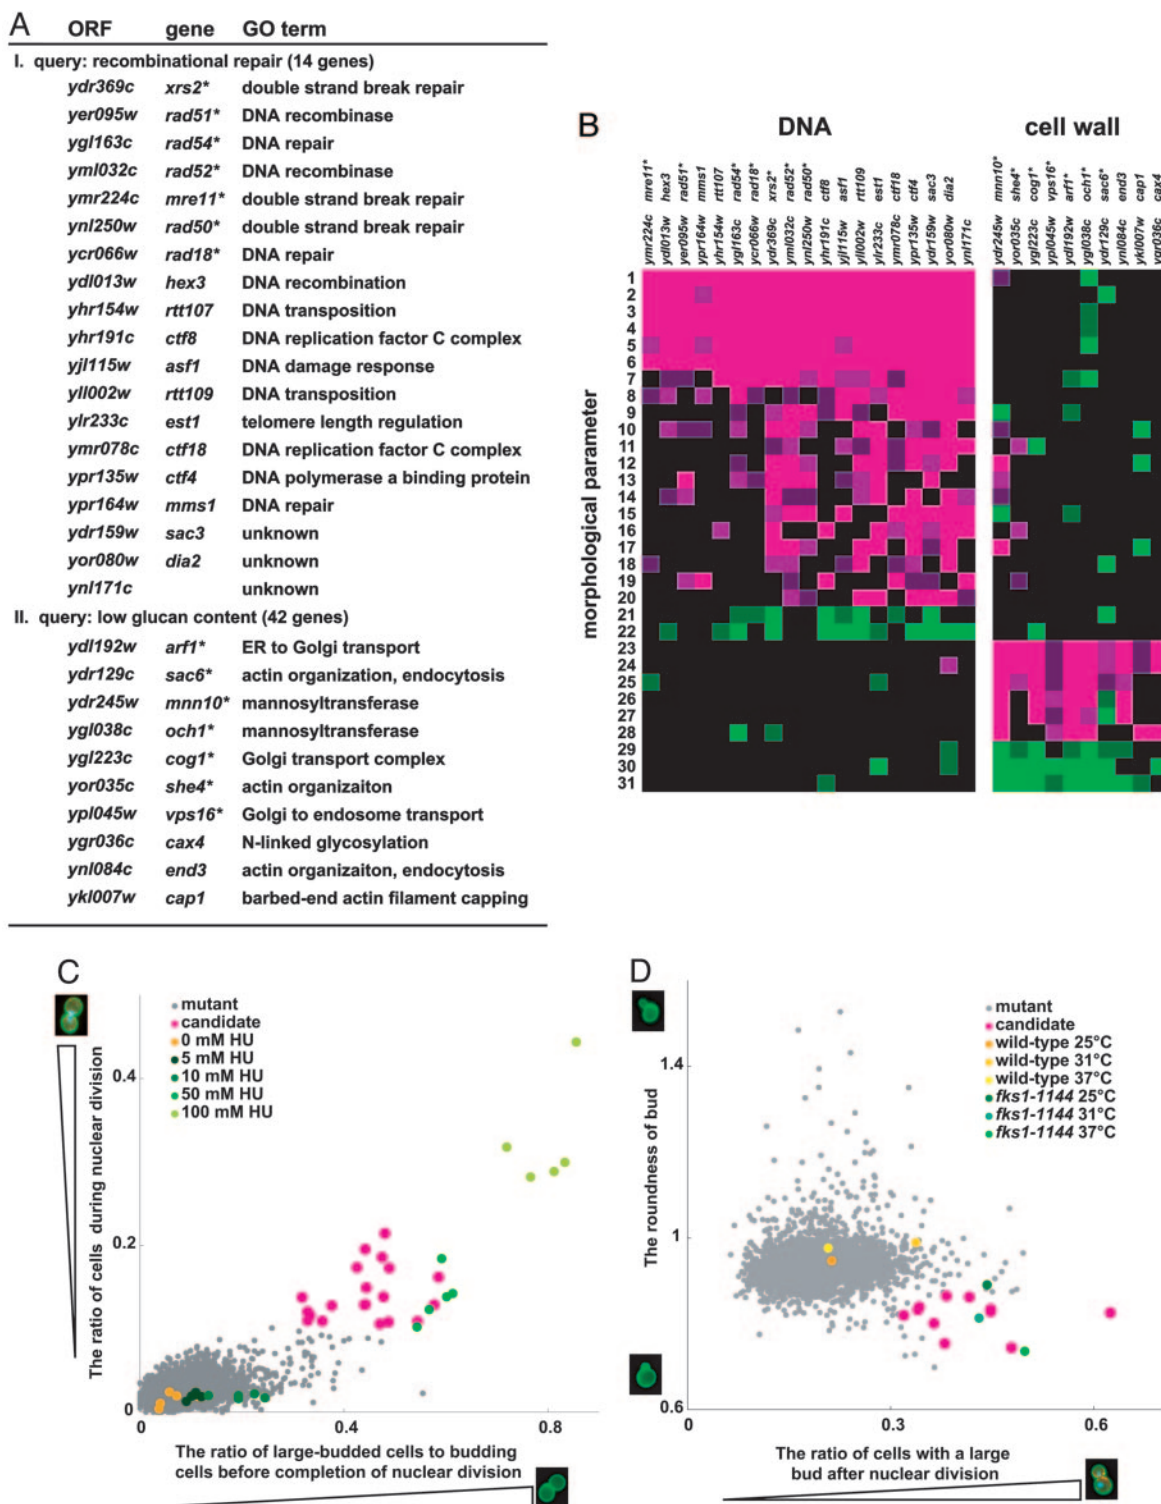 A
ORF gene GO term
I. query: recombinational repair (14 genes)
ydr369c xrs2* double strand break repair
yer095w rad51* DNA recombinase
ygl163c rad54* DNA repair
yml032c rad52* DNA recombinase
ymr224c mre11* double strand break repair
ynl250w rad50* double strand break repair
ycr066w rad18* DNA repair
ydl013w hex3 DNA recombination
yhr154w rtt107 DNA transposition
yhr191c ctf8 DNA replication factor C complex
yjl115w asf1 DNA damage response
yll002w rtt109 DNA transposition
ylr233c est1 telomere length regulation
ymr078c ctf18 DNA replication factor C complex
ypr135w ctf4 DNA polymerase a binding protein
ypr164w mms1 DNA repair
ydr159w sac3 unknown
yor080w dia2 unknown
ynl171c unknown
II. query: low glucan content (42 genes)
ydl192w arf1* ER to Golgi transport
ydr129c sac6* actin organization, endocytosis
ydr245w mnn10* mannosyltransferase
ygl038c och1* mannosyltransferase
ygl223c cog1* Golgi transport complex
yor035c she4* actin organizaiton
ypl045w vps16* Golgi to endosome transport
ygr036c cax4 N-linked glycosylation
ynl084c end3 actin organizaiton, endocytosis
ykl007w cap1 barbed-end actin filament capping
B
DNA cell wall
ymr224c mre11*
ydl013w hex3
yer095w rad51*
ypr164w mms1
yhr154w rtt107
ygl163c rad54*
ycr066w rad18*
ydr369c xrs2*
yml032c rad52*
ynl250w rad50*
yhr191c ctf8
yjl115w asf1
yll002w rtt109
ylr233c est1
ymr078c ctf18
ypr135w ctf4
ydr159w sac3
yor080w dia2
ynl171c
ydr245w mnn10*
yor035c she4*
ygl223c cog1*
ypl045w vps16*
ydl192w arf1*
ygl038c och1*
ydr129c sac6*
ynl084c end3
ykl007w cap1
ygr036c cax4
morphological parameter
1
2
3
4
5
6
7
8
9
10
11
12
13
14
15
16
17
18
19
20
21
22
23
24
25
26
27
28
29
30
31
C
The ratio of cells during nuclear division
mutant
candidate
0 mM HU
5 mM HU
10 mM HU
50 mM HU
100 mM HU
0.4
0.2
0
0 0.4 0.8
The ratio of large-budded cells to budding
cells before completion of nuclear division
D
The roundness of bud
mutant
candidate
wild-type 25°C
wild-type 31°C
wild-type 37°C
fks1-1144 25°C
fks1-1144 31°C
fks1-1144 37°C
1.4
1
0.6
0 0.3 0.6
The ratio of cells with a large
bud after nuclear division